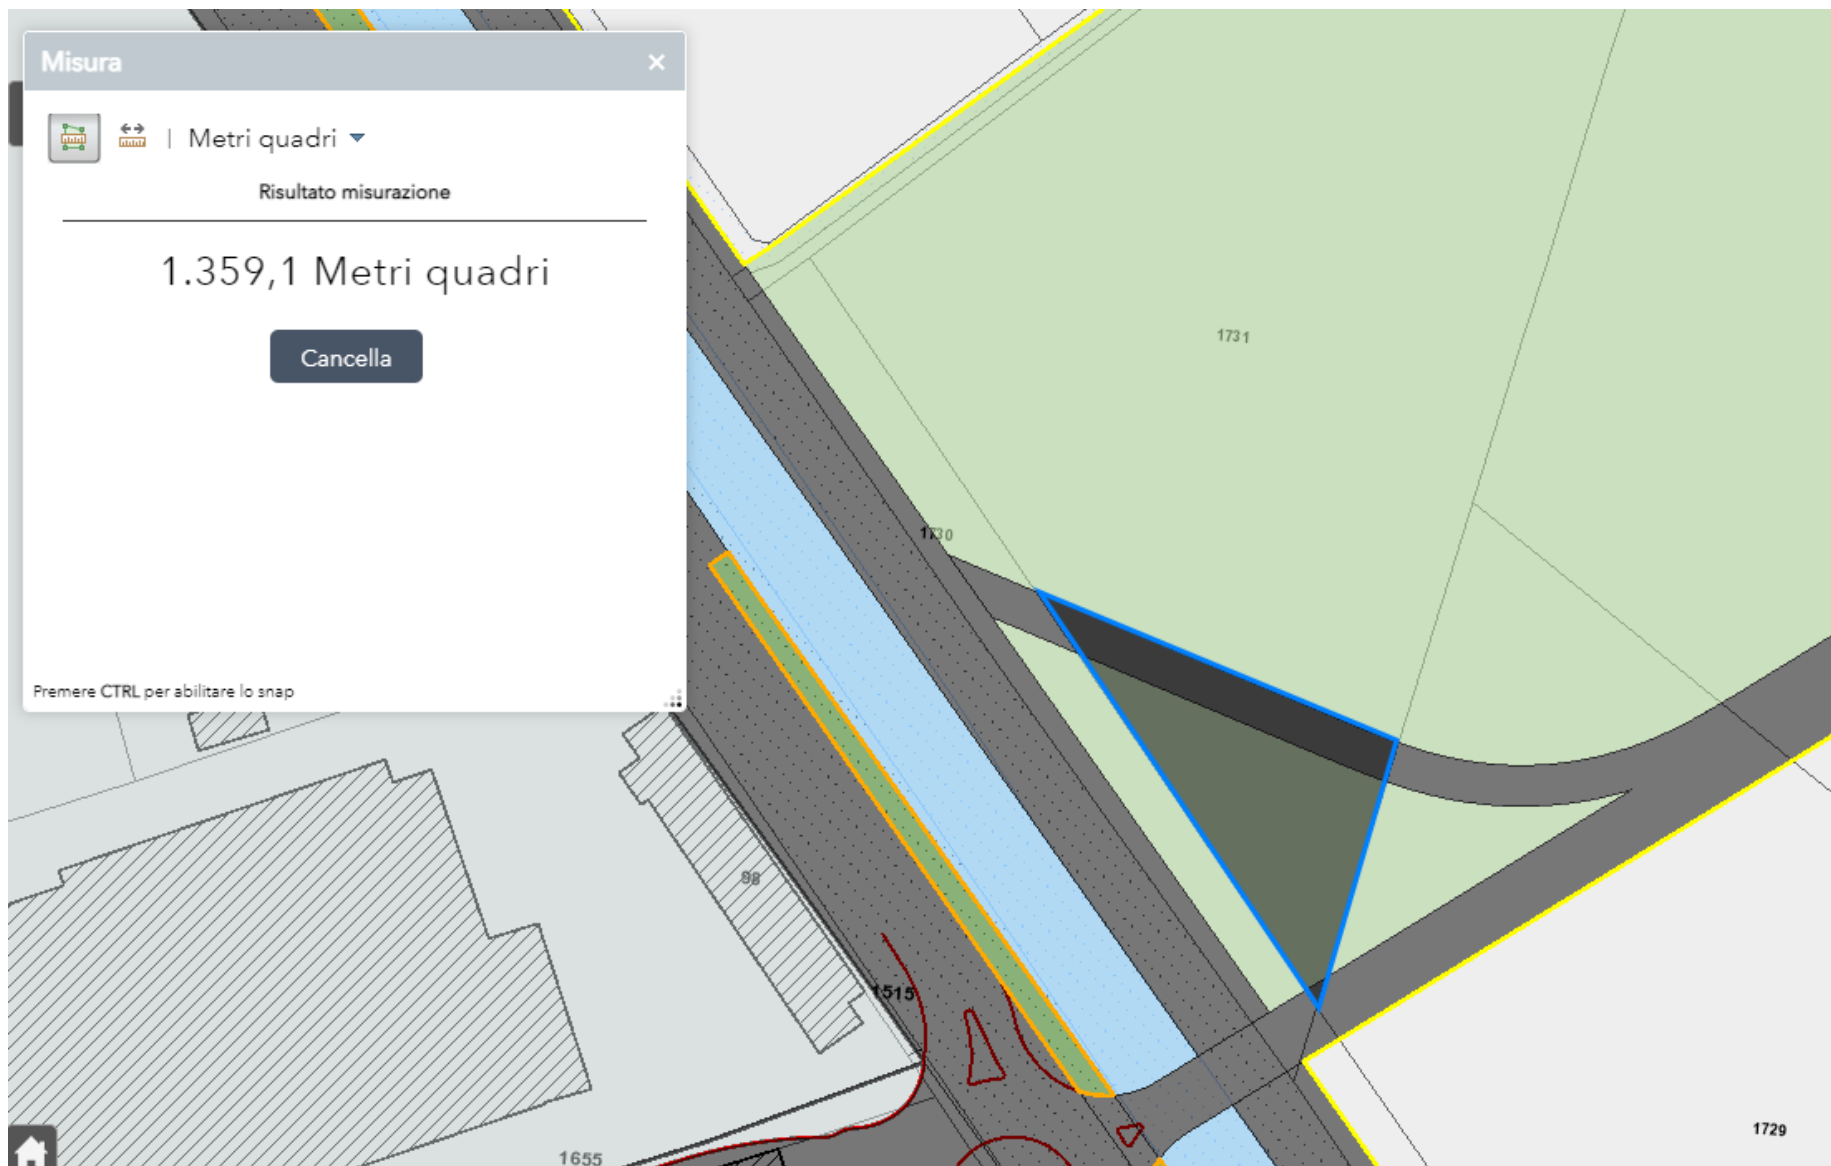 Misura
| Metri quadri
Risultato misurazione
1.359,1 Metri quadri
Cancella
Premere CTRL per abilitare lo snap
1731
1730
98
1515
1655
1729